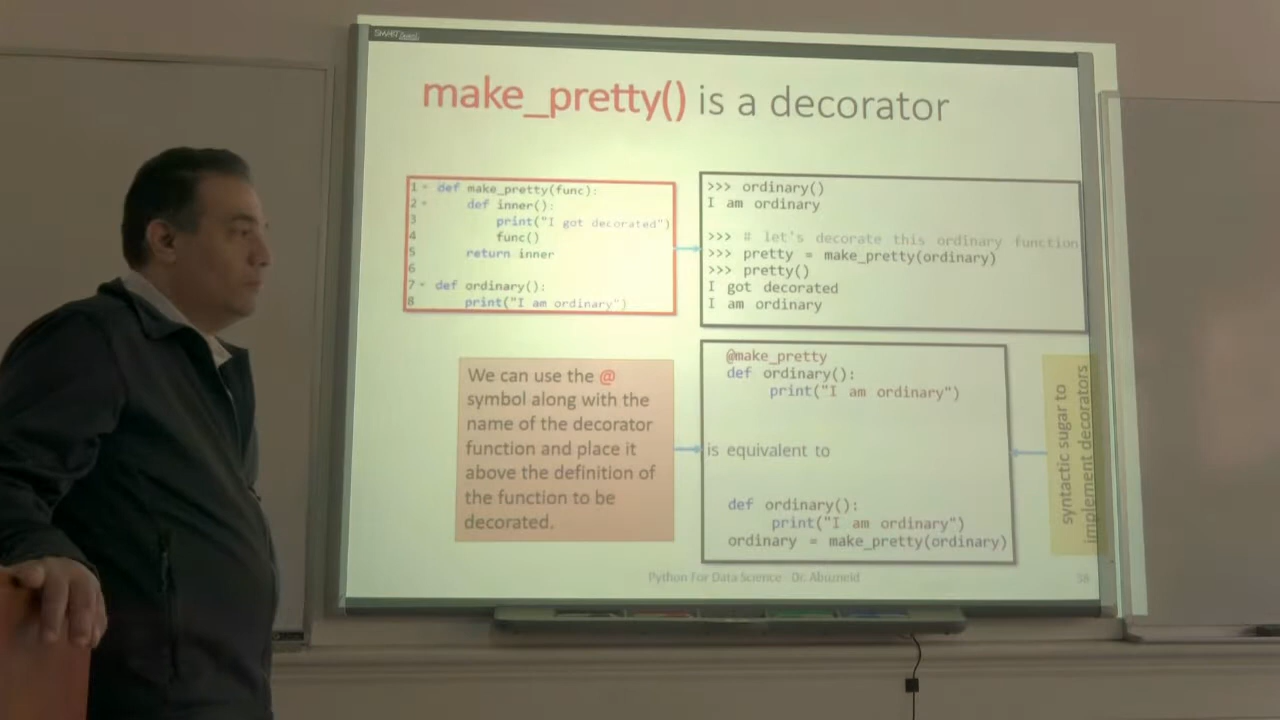 SMART Board
make_pretty() is a decorator
1 def make_pretty(func):
2 def inner():
3 print("I got decorated")
4 func()
5 return inner
6
7 def ordinary():
8 print("I am ordinary")
>>> ordinary()
I am ordinary
>>> # let's decorate this ordinary function
>>> pretty = make_pretty(ordinary)
>>> pretty()
I got decorated
I am ordinary
We can use the @
symbol along with the
name of the decorator
function and place it
above the definition of
the function to be
decorated.
@make_pretty
def ordinary():
print("I am ordinary")
is equivalent to
def ordinary():
print("I am ordinary")
ordinary = make_pretty(ordinary)
syntactic sugar to
implement decorators
Python For Data Science - Dr. Abuzneid